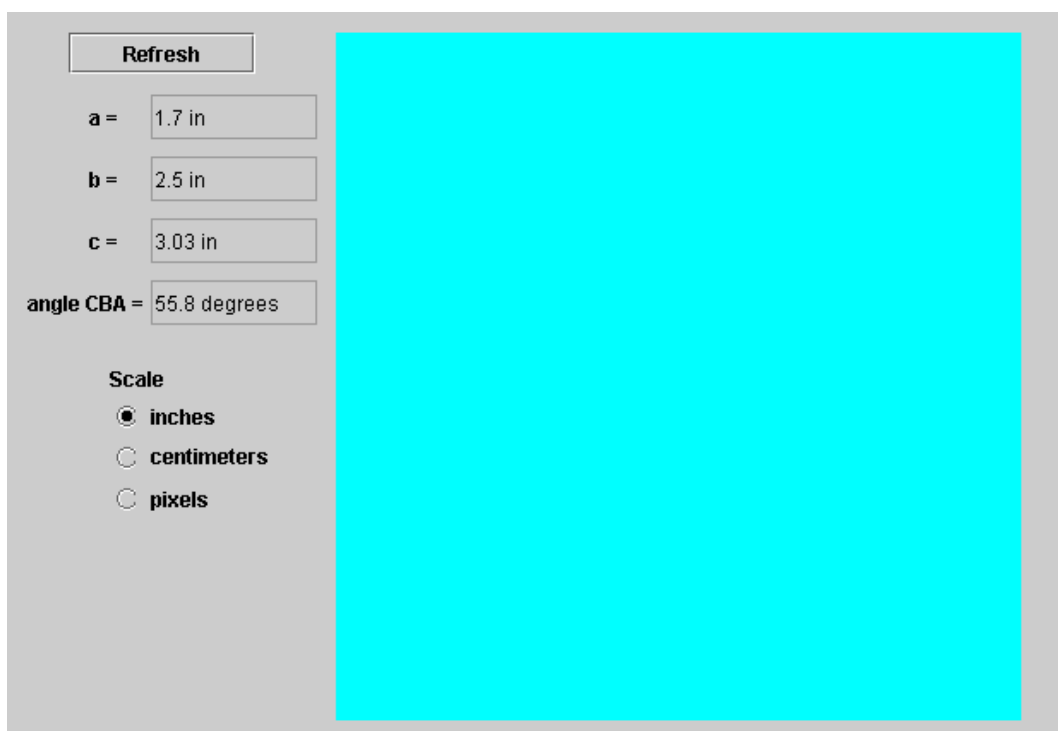 Refresh
a = 1.7 in
b = 2.5 in
c = 3.03 in
angle CBA = 55.8 degrees
Scale
inches
centimeters
pixels